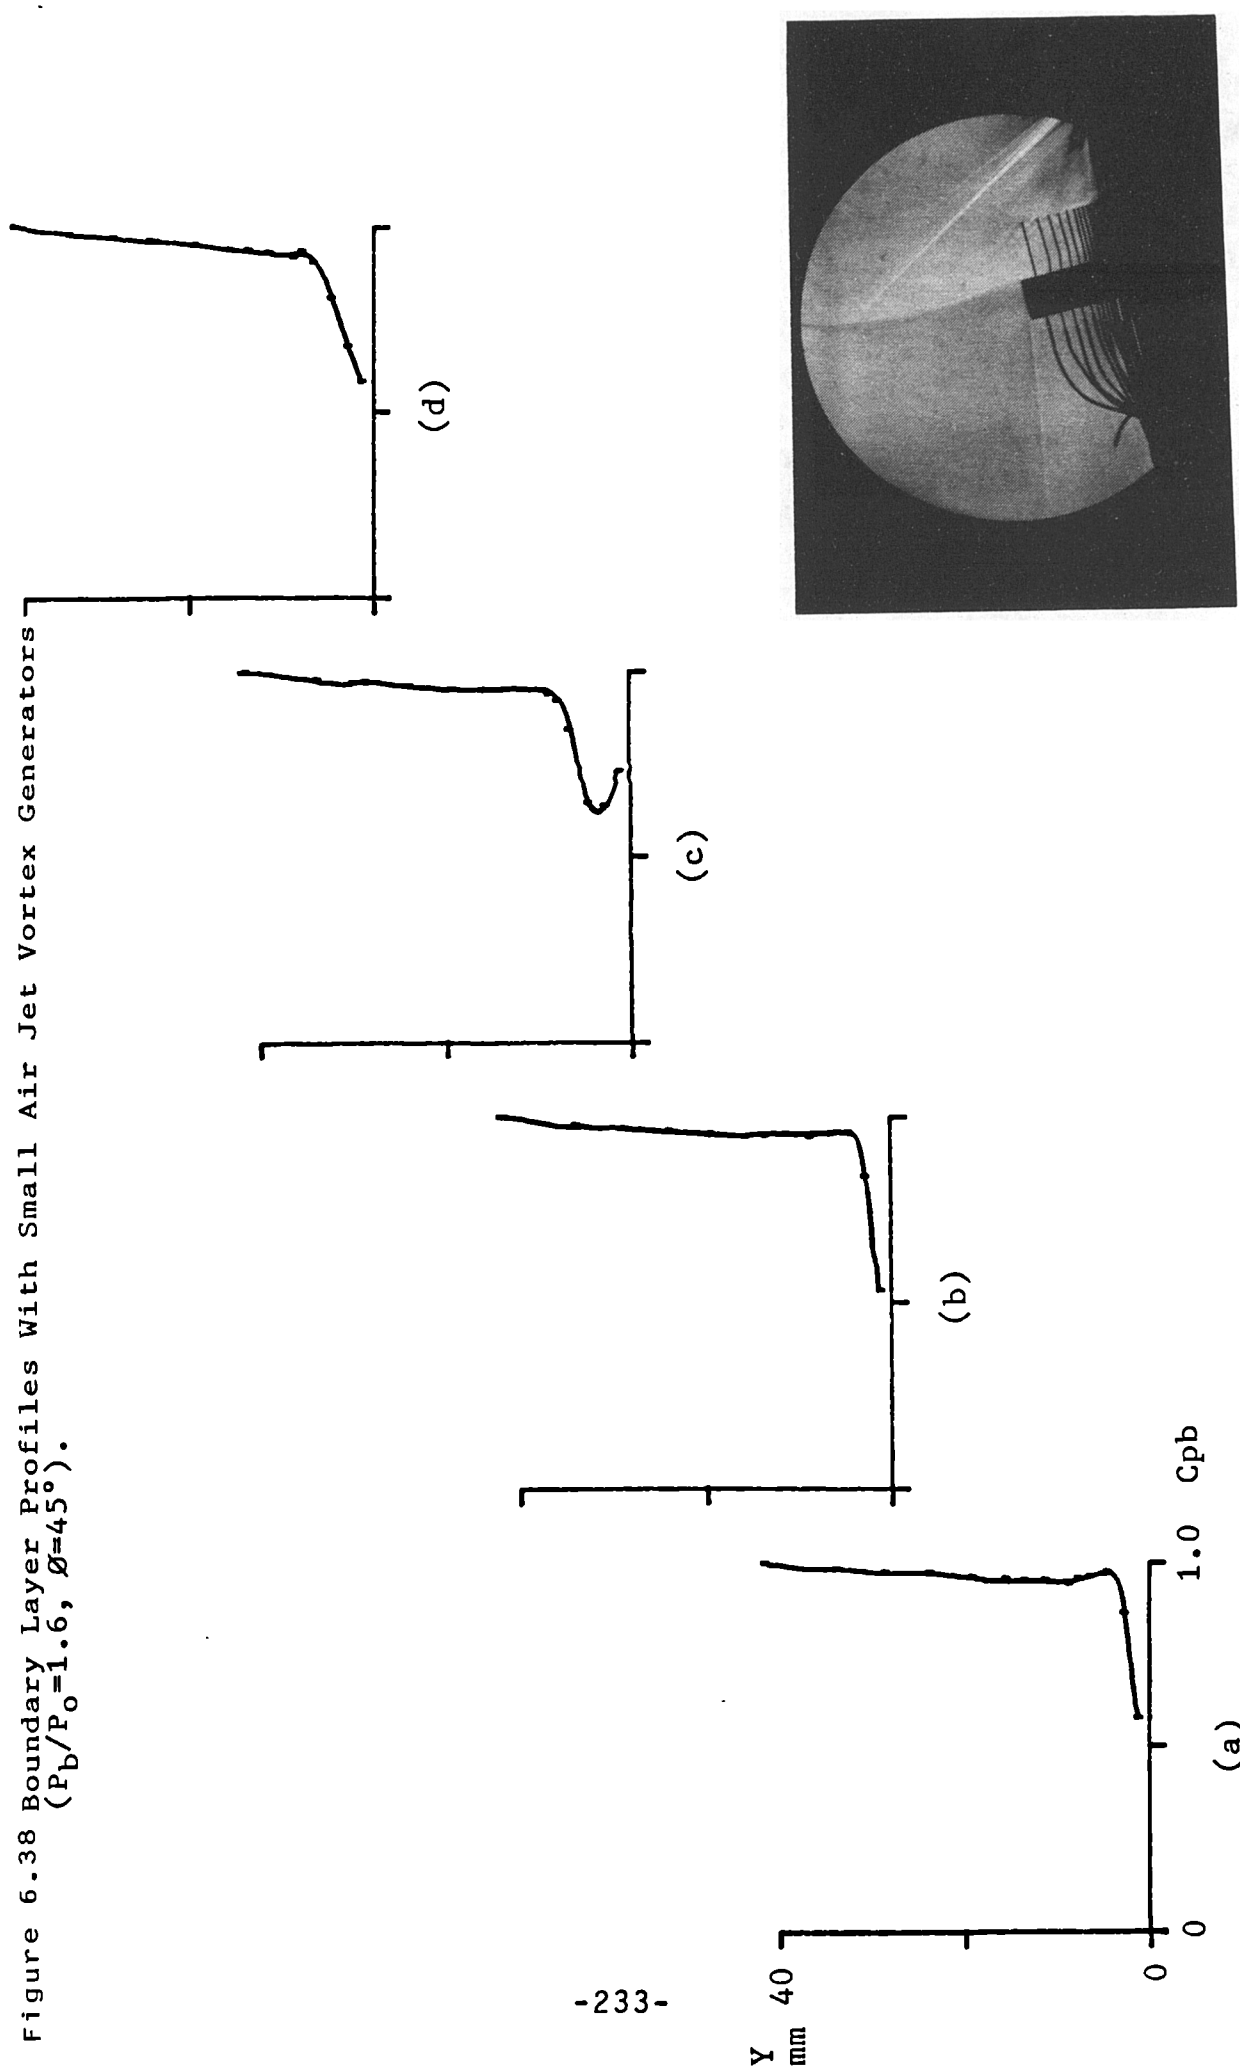 Figure 6.38 Boundary Layer Profiles With Small Air Jet Vortex Generators
(Pb/Po=1.6, Ø=45°).
(d)
(c)
(b)
(a)
Y
mm
40
0
0
1.0
Cpb
-233-